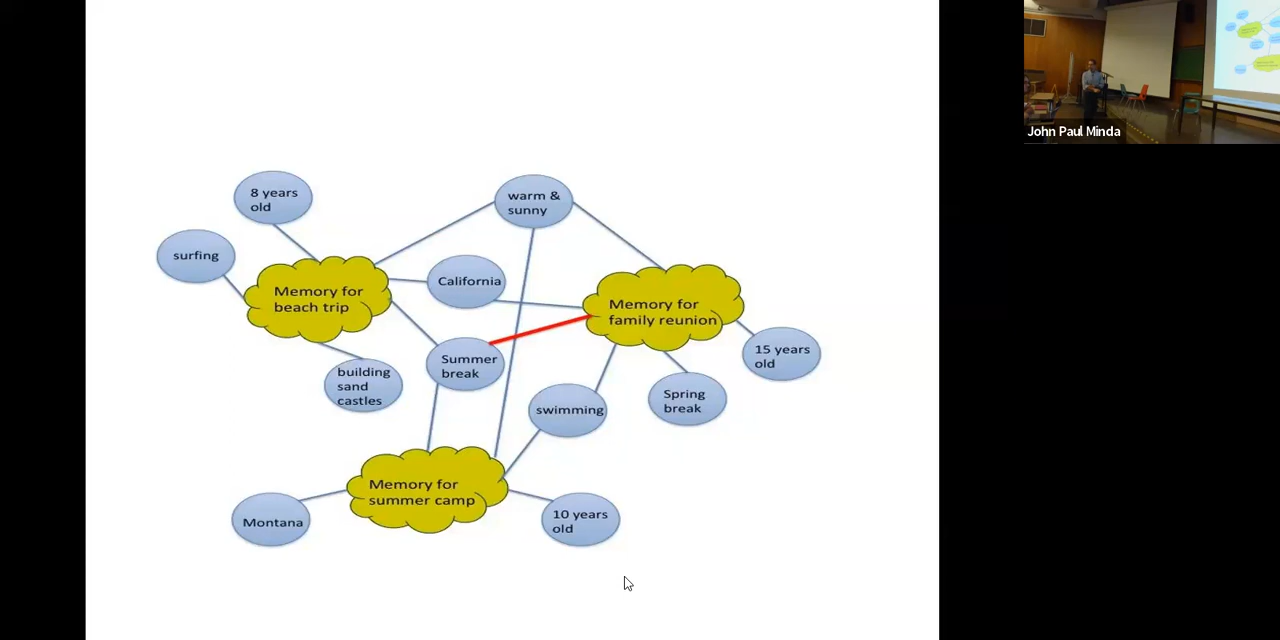 John Paul Minda
8 years
old
warm &
sunny
surfing
California
Memory for
beach trip
Memory for
family reunion
Summer
break
15 years
old
building
sand
castles
swimming
Spring
break
Memory for
summer camp
Montana
10 years
old